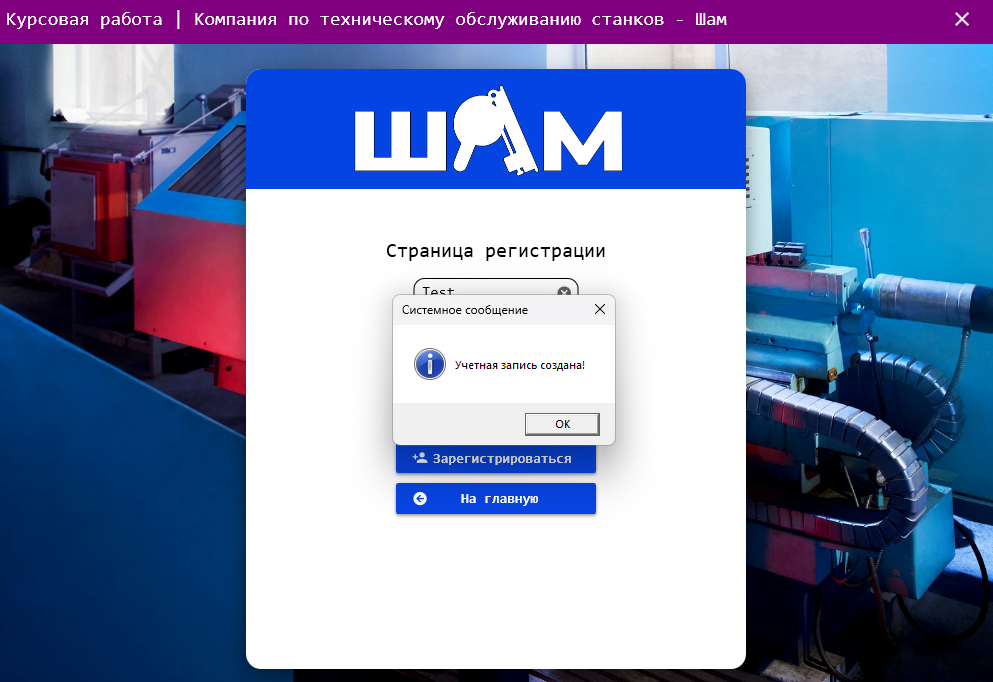 Курсовая работа | Компания по техническому обслуживанию станков - Шам
ШАМ
Страница регистрации
Test
Системное сообщение
Учетная запись создана!
OK
Зарегистрироваться
На главную